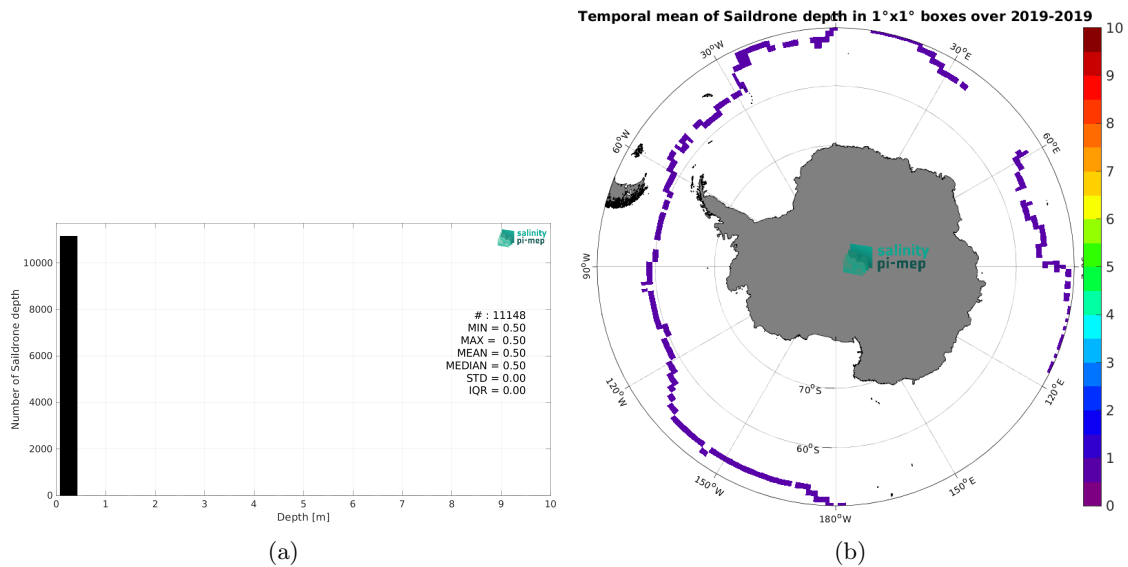 Number of Saildrone depth
10000
8000
6000
4000
2000
0
0 1 2 3 4 5 6 7 8 9 10
Depth [m]
salinity
pi-mep
# : 11148
MIN = 0.50
MAX = 0.50
MEAN = 0.50
MEDIAN = 0.50
STD = 0.00
IQR = 0.00
(a)
Temporal mean of Saildrone depth in 1°x1° boxes over 2019-2019
30°W
30°E
60°W
60°E
90°W
120°W
120°E
150°W
150°E
180°W
70°S
60°S
salinity
pi-mep
10
9
8
7
6
5
4
3
2
1
0
(b)